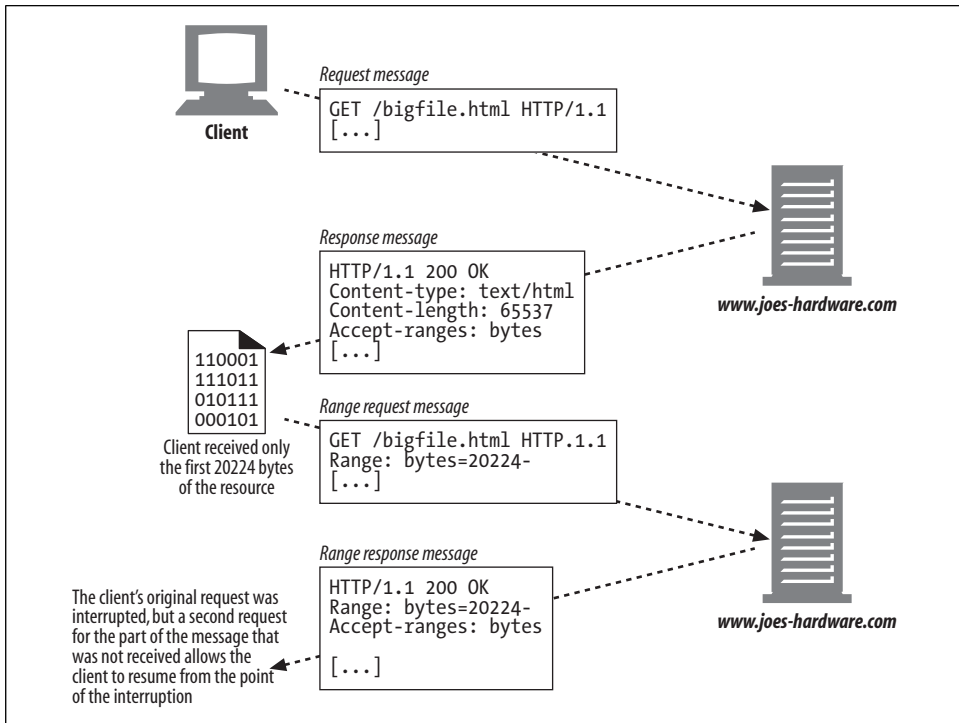 Request message
GET /bigfile.html HTTP/1.1
[...]
Client
Response message
HTTP/1.1 200 OK
Content-type: text/html
Content-length: 65537
Accept-ranges: bytes
[...]
www.joes-hardware.com
110001
111011
010111
000101
Client received only
the first 20224 bytes
of the resource
Range request message
GET /bigfile.html HTTP.1.1
Range: bytes=20224-
[...]
Range response message
HTTP/1.1 200 OK
Range: bytes=20224-
Accept-ranges: bytes
[...]
www.joes-hardware.com
The client's original request was
interrupted, but a second request
for the part of the message that
was not received allows the
client to resume from the point
of the interruption